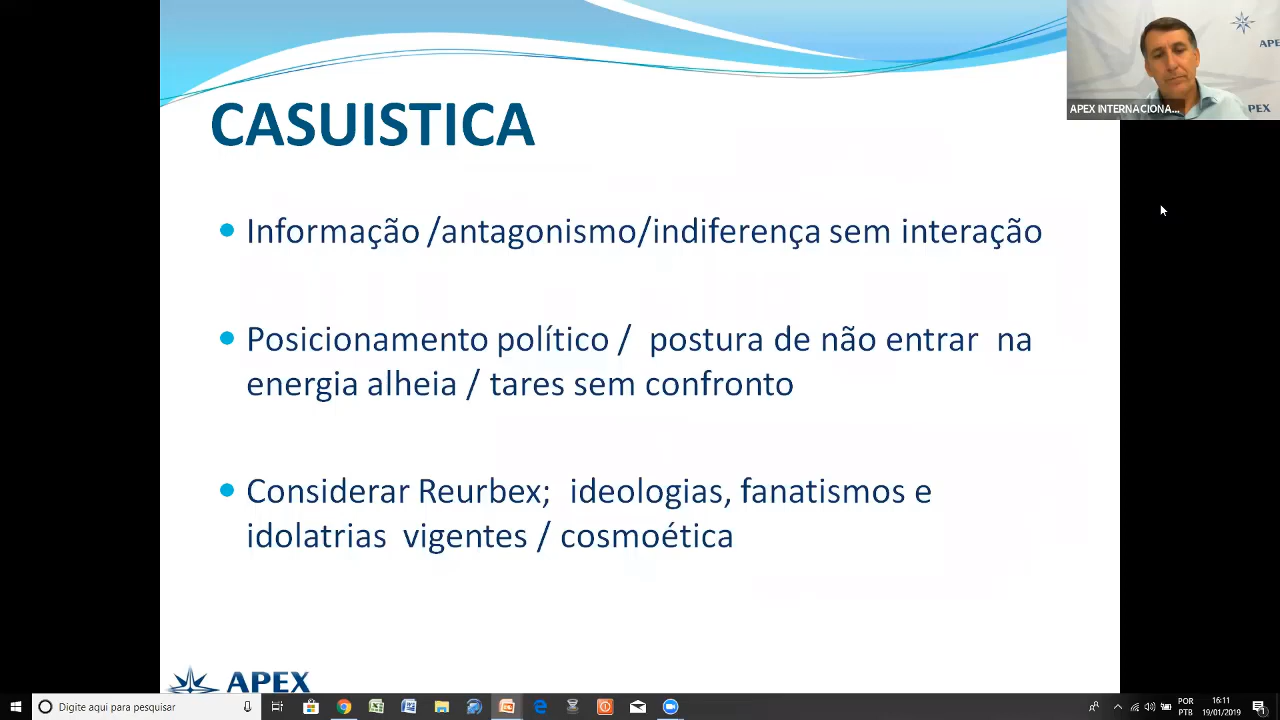 APEX
APEX INTERNACIONA...
PEX
CASUISTICA
Informação /antagonismo/indiferença sem interação
Posicionamento político / postura de não entrar na
energia alheia / tares sem confronto
Considerar Reurbex; ideologias, fanatismos e
idolatrias vigentes / cosmoética
APEX
Digite aqui para pesquisar
POR
PTB
16:11
19/01/2019